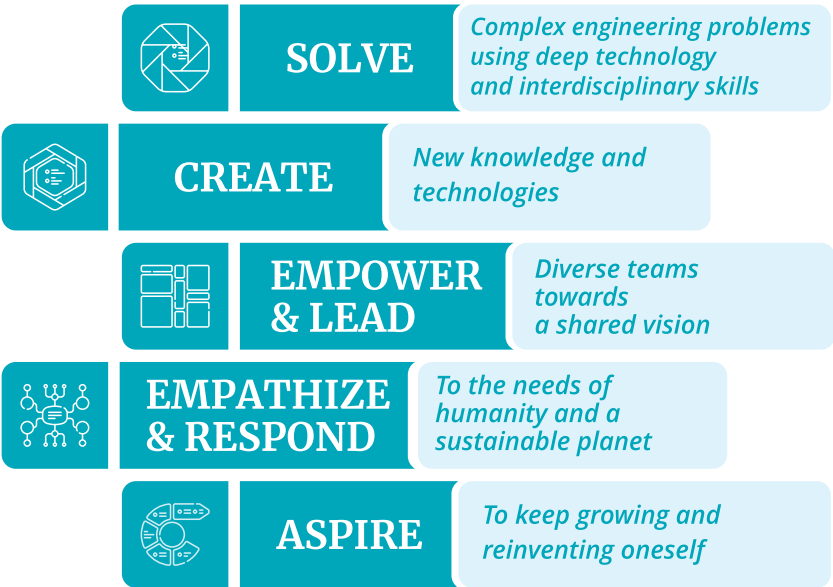 SOLVE
Complex engineering problems
using deep technology
and interdisciplinary skills
CREATE
New knowledge and
technologies
EMPOWER
& LEAD
Diverse teams
towards
a shared vision
EMPATHIZE
& RESPOND
To the needs of
humanity and a
sustainable planet
ASPIRE
To keep growing and
reinventing oneself